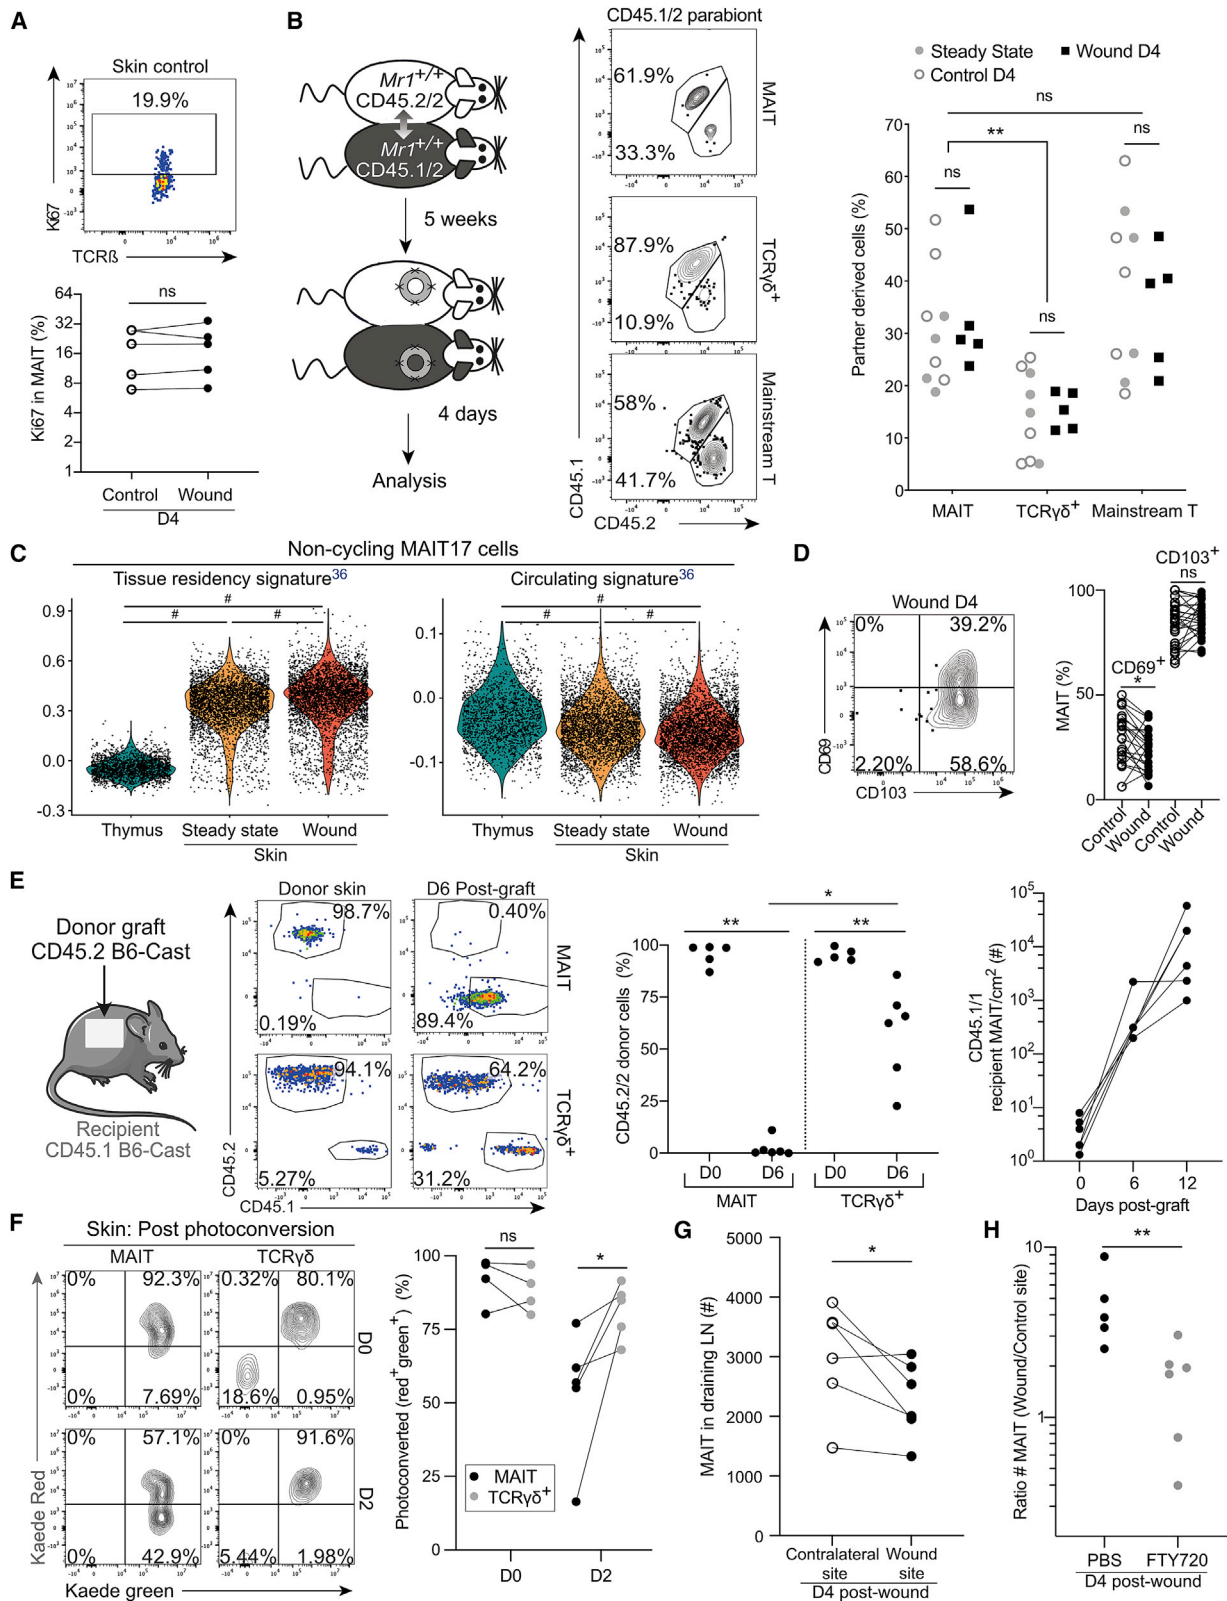 A
Skin control
19.9%
Ki67
TCRß
ns
Ki67 in MAIT (%)
64
32
16
8
4
2
1
Control Wound
D4
B
Mr1+/+
CD45.2/2
Mr1+/+
CD45.1/2
5 weeks
4 days
Analysis
CD45.1/2 parabiont
61.9%
33.3%
MAIT
87.9%
10.9%
TCRγδ+
58%
41.7%
Mainstream T
CD45.1
CD45.2
Steady State
Control D4
Wound D4
ns
**
ns
ns
ns
Partner derived cells (%)
70
60
50
40
30
20
10
0
MAIT TCRγδ+ Mainstream T
C
Non-cycling MAIT17 cells
Tissue residency signature36
# # #
0.9
0.6
0.3
0.0
-0.3
Thymus Steady state Wound
Skin
Circulating signature36
# # #
0.1
0.0
-0.1
Thymus Steady state Wound
Skin
D
Wound D4
0% 39.2%
2.20% 58.6%
CD69
CD103
CD103+
ns
CD69+
*
MAIT (%)
100
50
0
Control Wound Control Wound
E
Donor graft
CD45.2 B6-Cast
Recipient
CD45.1 B6-Cast
Donor skin D6 Post-graft
98.7% 0.40%
0.19% 89.4%
MAIT
94.1% 64.2%
5.27% 31.2%
TCRγδ+
CD45.2
CD45.1
*
** **
CD45.2/2 donor cells (%)
100
75
50
25
0
D0 D6 D0 D6
MAIT TCRγδ+
CD45.1/1
recipient MAIT/cm2 (#)
10^5
10^4
10^3
10^2
10^1
10^0
0 6 12
Days post-graft
F
Skin: Post photoconversion
MAIT TCRγδ
0% 92.3% 0.32% 80.1%
0% 7.69% 18.6% 0.95%
D0
0% 57.1% 0% 91.6%
0% 42.9% 5.44% 1.98%
D2
Kaede Red
Kaede green
ns
*
Photoconverted (red+green+) (%)
100
75
50
25
0
MAIT
TCRγδ+
D0 D2
G
*
MAIT in draining LN (#)
5000
4000
3000
2000
1000
0
Contralateral site Wound site
D4 post-wound
H
**
Ratio # MAIT (Wound/Control site)
10
1
PBS FTY720
D4 post-wound